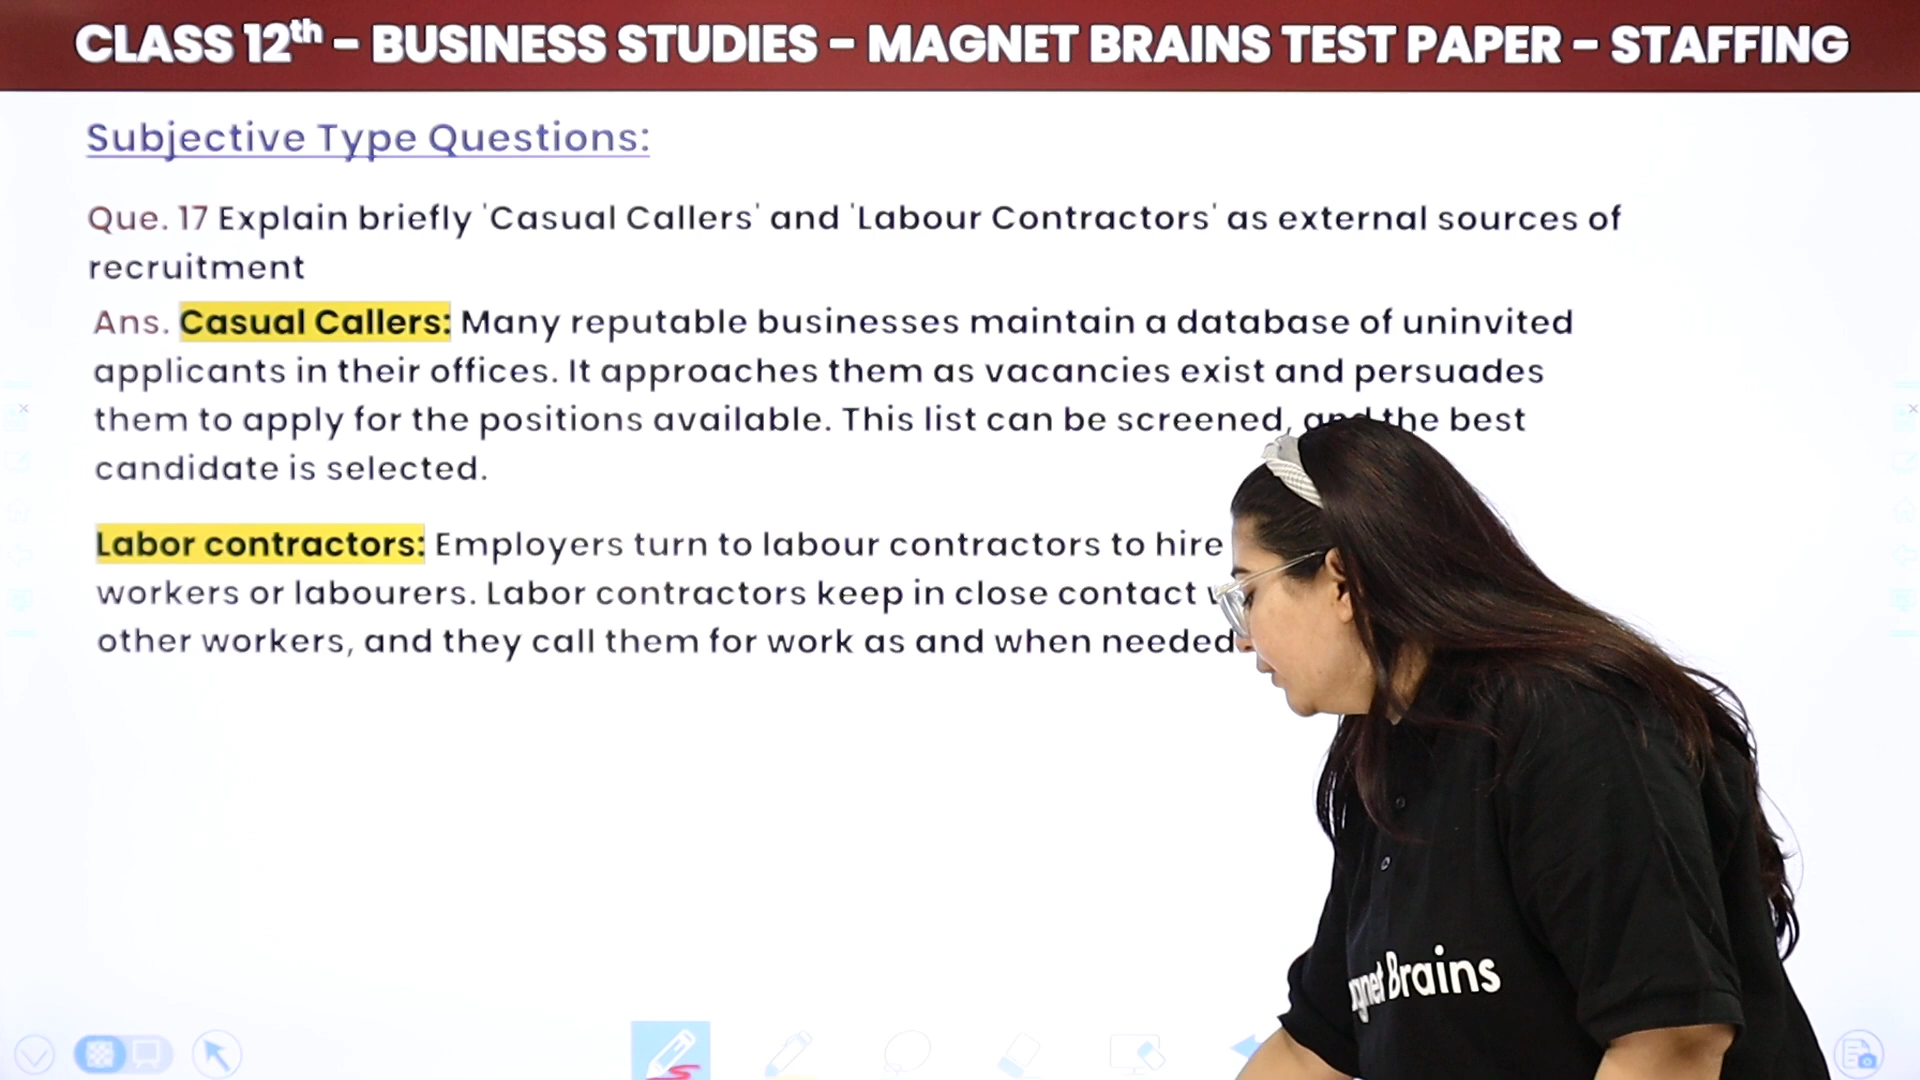 CLASS 12th – BUSINESS STUDIES – MAGNET BRAINS TEST PAPER – STAFFING
Subjective Type Questions:
Que. 17 Explain briefly 'Casual Callers' and 'Labour Contractors' as external sources of
recruitment
Ans. Casual Callers: Many reputable businesses maintain a database of uninvited
applicants in their offices. It approaches them as vacancies exist and persuades
them to apply for the positions available. This list can be screened, and the best
candidate is selected.
Labor contractors: Employers turn to labour contractors to hire
workers or labourers. Labor contractors keep in close contact
other workers, and they call them for work as and when needed
Brains